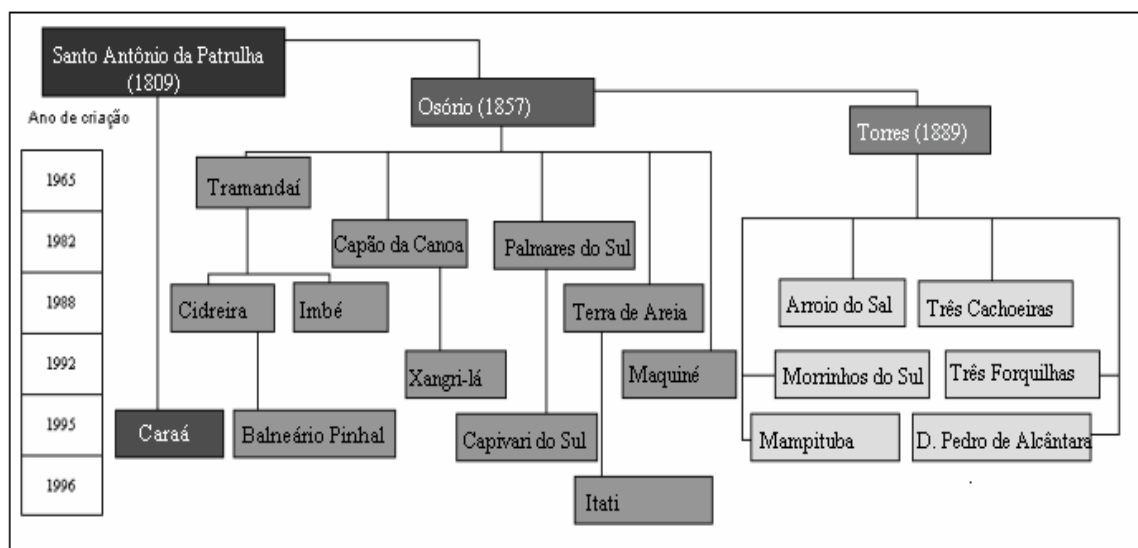 Santo Antônio da Patrulha
(1809)
Osório (1857)
Ano de criação
Torres (1889)
1965
Tramandaí
1982
Capão da Canoa
Palmares do Sul
1988
Cidreira
Imbé
Terra de Areia
Arroio do Sal
Três Cachoeiras
1992
Xangri-lá
Maquiné
Morrinhos do Sul
Três Forquilhas
1995
Caraá
Balneário Pinhal
Capivari do Sul
Mampituba
D. Pedro de Alcântara
1996
Itati